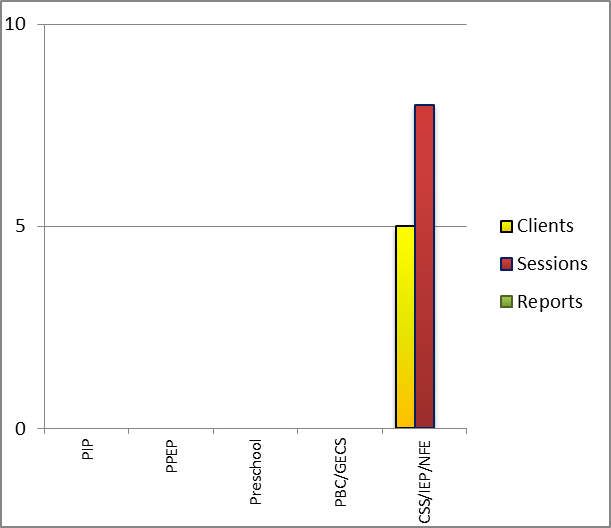 10
5
0
PIP
PPEP
Preschool
PBC/GECS
CSS/IEP/NFE
Clients
Sessions
Reports